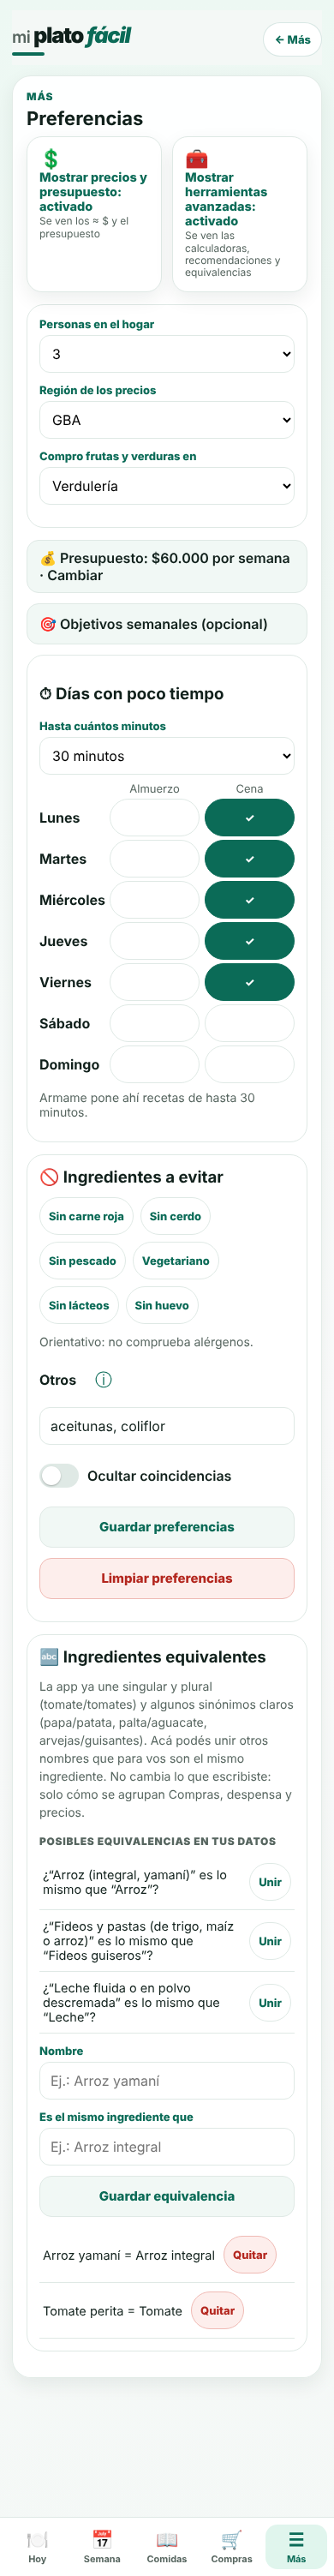 mi plato fácil
← Más
MÁS
Preferencias
Mostrar precios y
presupuesto:
activado
Se ven los ≈ $ y el
presupuesto
Mostrar
herramientas
avanzadas:
activado
Se ven las
calculadoras,
recomendaciones y
equivalencias
Personas en el hogar
3
Región de los precios
GBA
Compro frutas y verduras en
Verdulería
💰 Presupuesto: $60.000 por semana
· Cambiar
🎯 Objetivos semanales (opcional)
⏱ Días con poco tiempo
Hasta cuántos minutos
30 minutos
Almuerzo Cena
Lunes ✓
Martes ✓
Miércoles ✓
Jueves ✓
Viernes ✓
Sábado
Domingo
Armame pone ahí recetas de hasta 30
minutos.
🚫 Ingredientes a evitar
Sin carne roja Sin cerdo
Sin pescado Vegetariano
Sin lácteos Sin huevo
Orientativo: no comprueba alérgenos.
Otros ⓘ
aceitunas, coliflor
Ocultar coincidencias
Guardar preferencias
Limpiar preferencias
🔤 Ingredientes equivalentes
La app ya une singular y plural
(tomate/tomates) y algunos sinónimos claros
(papa/patata, palta/aguacate,
arvejas/guisantes). Acá podés unir otros
nombres que para vos son el mismo
ingrediente. No cambia lo que escribiste:
solo cómo se agrupan Compras, despensa y
precios.
POSIBLES EQUIVALENCIAS EN TUS DATOS
¿“Arroz (integral, yamaní)” es lo
mismo que “Arroz”?
Unir
¿“Fideos y pastas (de trigo, maíz
o arroz)” es lo mismo que
“Fideos guiseros”?
Unir
¿“Leche fluida o en polvo
descremada” es lo mismo que
“Leche”?
Unir
Nombre
Ej.: Arroz yamaní
Es el mismo ingrediente que
Ej.: Arroz integral
Guardar equivalencia
Arroz yamaní = Arroz integral Quitar
Tomate perita = Tomate Quitar
Hoy Semana Comidas Compras Más